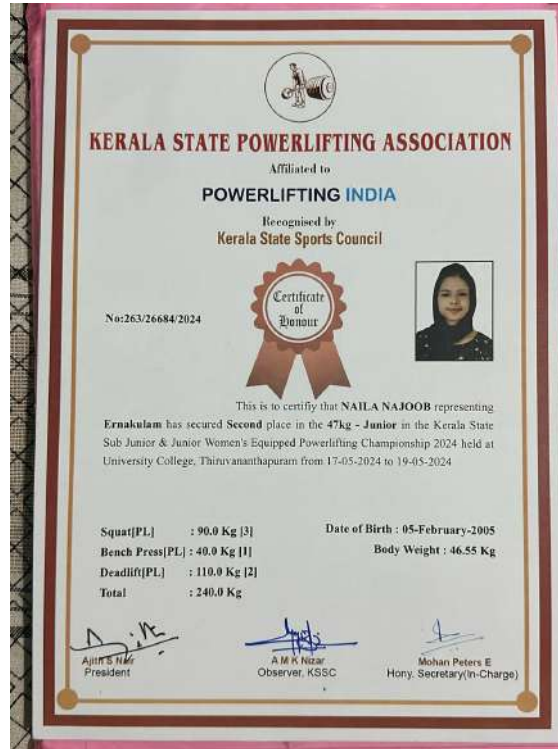 KERALA STATE POWERLIFTING ASSOCIATION
Affiliated to
POWERLIFTING INDIA
Recognised by
Kerala State Sports Council
Certificate
of
Honour
No:263/26684/2024
This is to certifiy that NAILA NAJOOB representing
Ernakulam has secured Second place in the 47kg - Junior in the Kerala State
Sub Junior & Junior Women's Equipped Powerlifting Championship 2024 held at
University College, Thiruvananthapuram from 17-05-2024 to 19-05-2024
Squat[PL] : 90.0 Kg [3]
Bench Press[PL] : 40.0 Kg [1]
Deadlift[PL] : 110.0 Kg [2]
Total : 240.0 Kg
Date of Birth : 05-February-2005
Body Weight : 46.55 Kg
Ajith S Nair
President
A M K Nizar
Observer, KSSC
Mohan Peters E
Hony. Secretary(In-Charge)